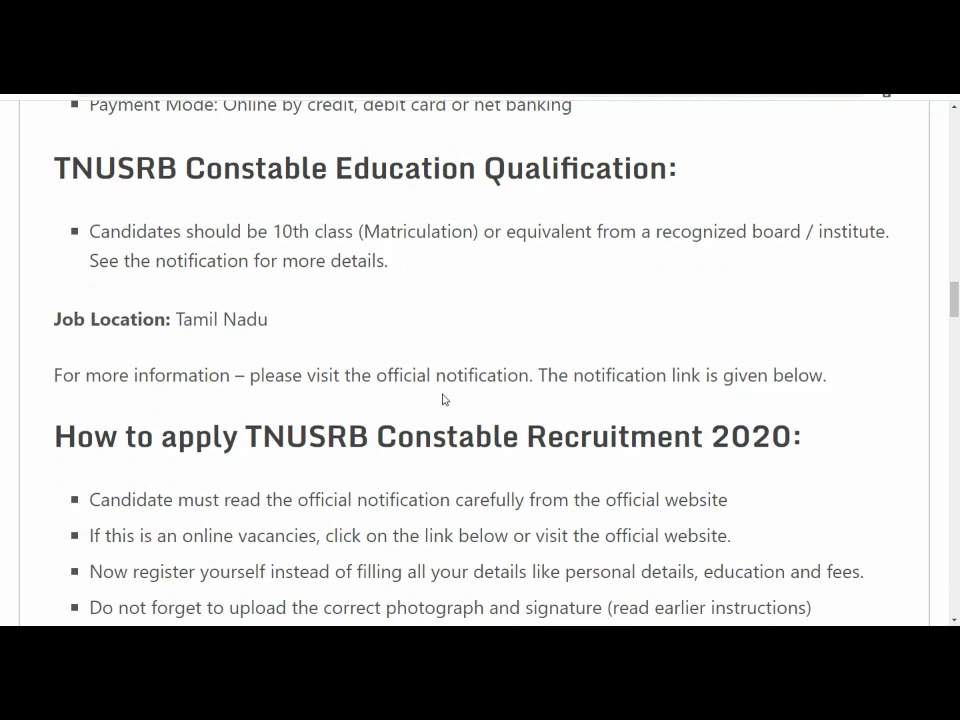 Payment Mode: Online by credit, debit card or net banking
TNUSRB Constable Education Qualification:
Candidates should be 10th class (Matriculation) or equivalent from a recognized board / institute.
See the notification for more details.
Job Location: Tamil Nadu
For more information – please visit the official notification. The notification link is given below.
How to apply TNUSRB Constable Recruitment 2020:
Candidate must read the official notification carefully from the official website
If this is an online vacancies, click on the link below or visit the official website.
Now register yourself instead of filling all your details like personal details, education and fees.
Do not forget to upload the correct photograph and signature (read earlier instructions)